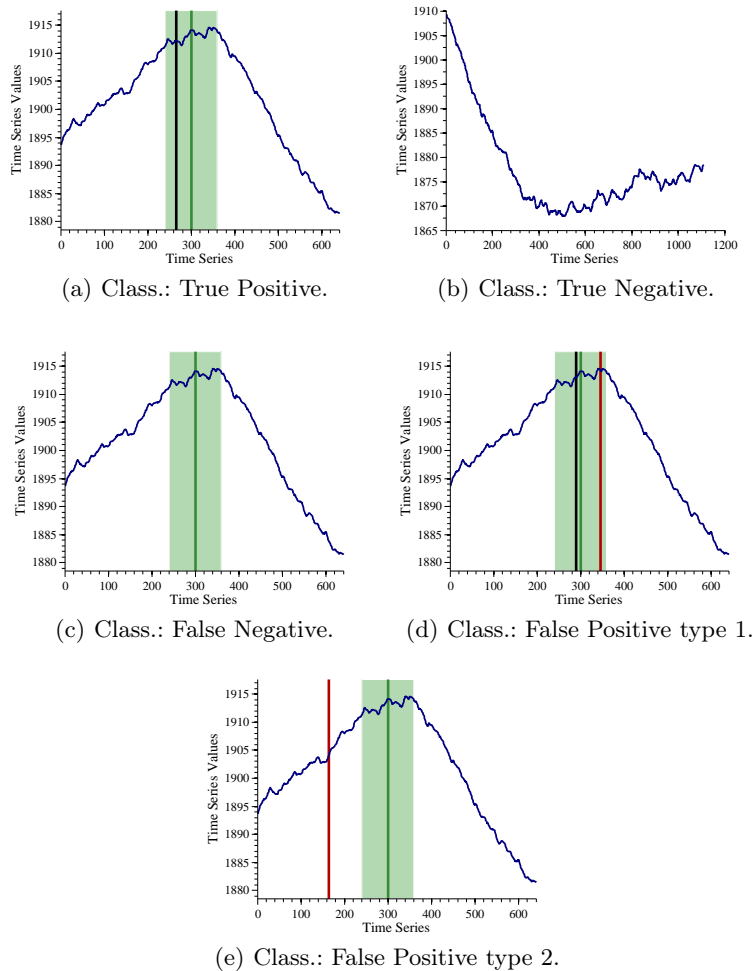 1915
1910
1905
1900
1895
1890
1885
1880
Time Series Values
0 200 400 600
Time Series
(a) Class.: True Positive.
1910
1905
1900
1895
1890
1885
1880
1875
1870
1865
Time Series Values
0 200 400 600 800 1000 1200
Time Series
(b) Class.: True Negative.
1915
1910
1905
1900
1895
1890
1885
1880
Time Series Values
0 100 200 300 400 500 600
Time Series
(c) Class.: False Negative.
1915
1910
1905
1900
1895
1890
1885
1880
Time Series Values
0 100 200 300 400 500 600
Time Series
(d) Class.: False Positive type 1.
1915
1910
1905
1900
1895
1890
1885
1880
Time Series Values
0 100 200 300 400 500 600
Time Series
(e) Class.: False Positive type 2.